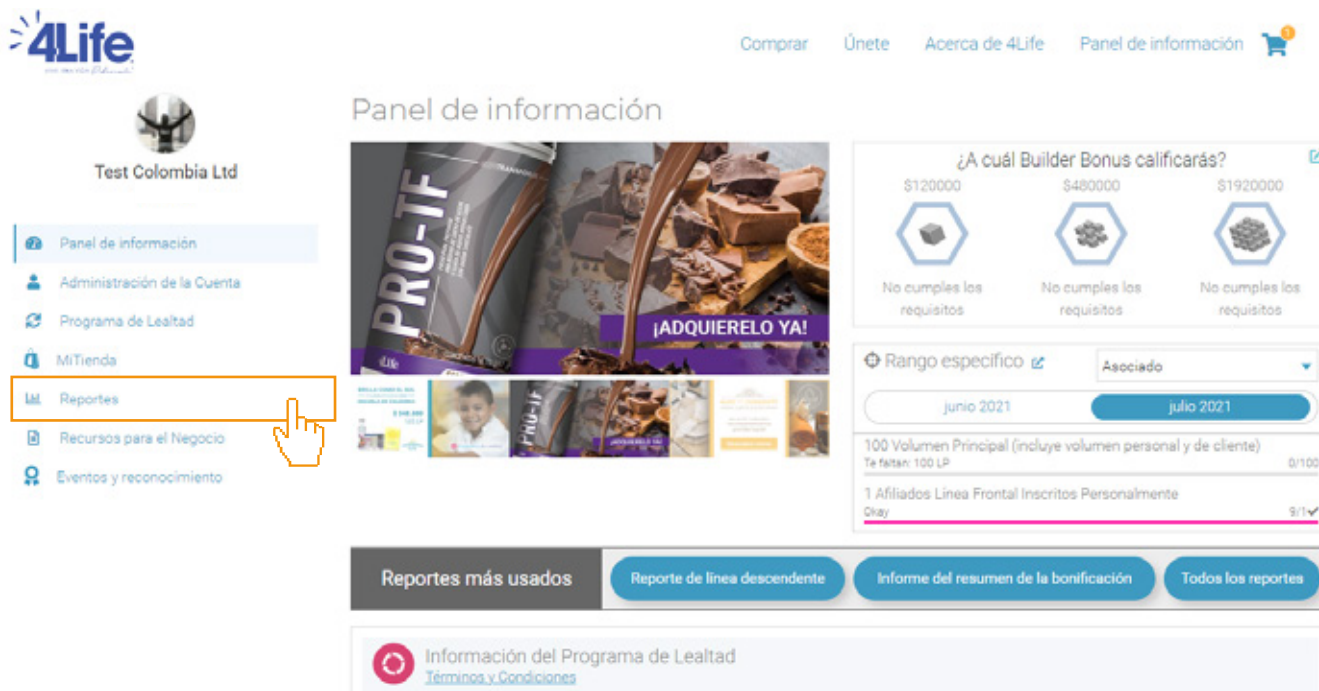 4Life
Comprar
Únete
Acerca de 4Life
Panel de información
1
Test Colombia Ltd
Panel de información
Administración de la Cuenta
Programa de Lealtad
MiTienda
Reportes
Recursos para el Negocio
Eventos y reconocimiento
Panel de información
PRO-TF
4Life
¡ADQUIERELO YA!
PRO-TF
¿A cuál Builder Bonus calificarás?
$120000
$480000
$1920000
No cumples los
requisitos
No cumples los
requisitos
No cumples los
requisitos
Rango específico
Asociado
junio 2021
julio 2021
100 Volumen Principal (incluye volumen personal y de cliente)
Te faltan: 100 LP
0/100
1 Afiliados Linea Frontal Inscritos Personalmente
Okay
9/1
Reportes más usados
Reporte de línea descendente
Informe del resumen de la bonificación
Todos los reportes
Información del Programa de Lealtad
Términos y Condiciones